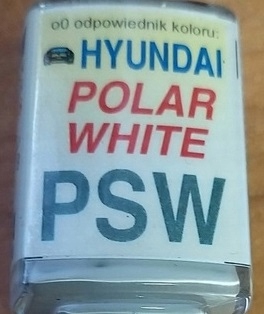 o0 odpowiednik koloru:
HYUNDAI
POLAR
WHITE
PSW